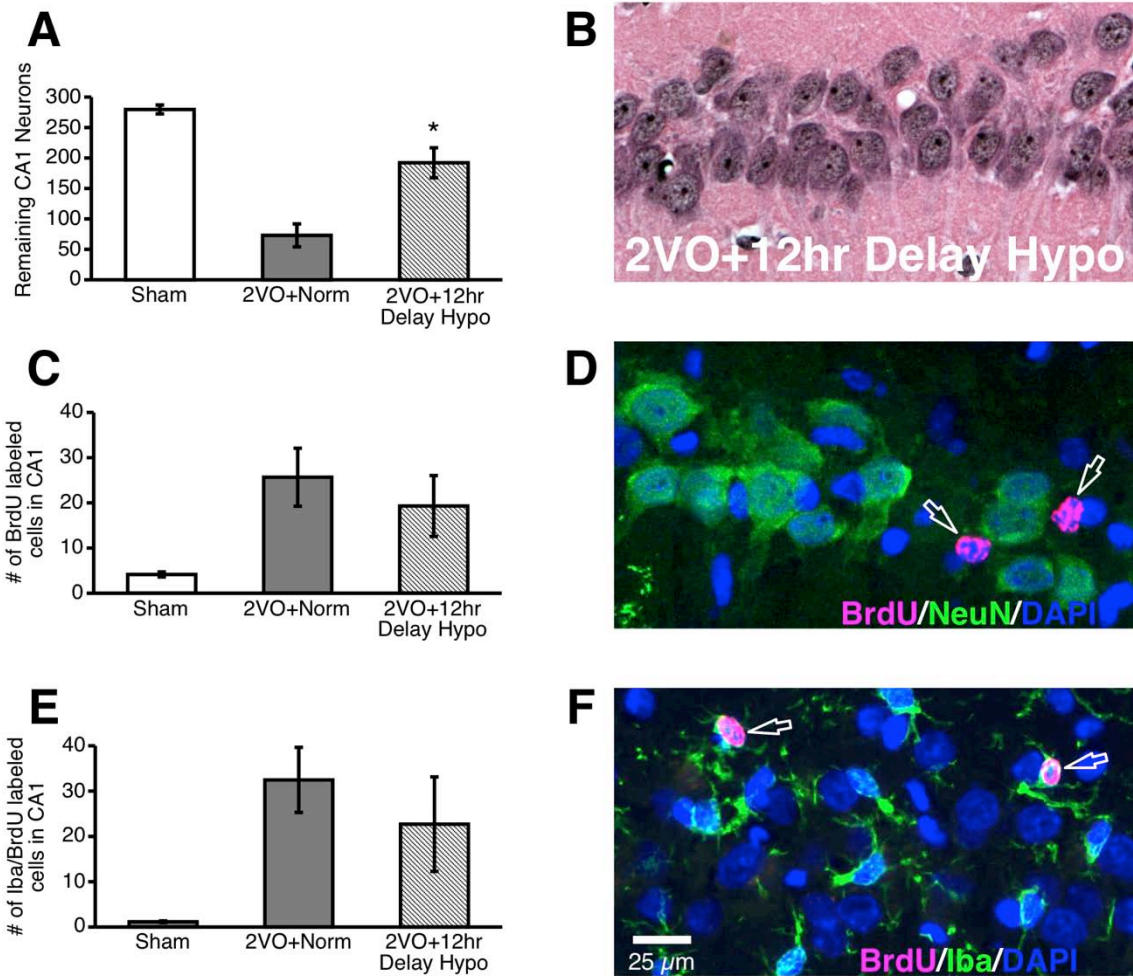 A
Remaining CA1 Neurons
300
250
200
150
100
50
0
*
Sham
2VO+Norm
2VO+12hr
Delay Hypo
B
2VO+12hr Delay Hypo
C
# of BrdU labeled
cells in CA1
40
30
20
10
0
Sham
2VO+Norm
2VO+12hr
Delay Hypo
D
BrdU/NeuN/DAPI
E
# of Iba/BrdU labeled
cells in CA1
40
30
20
10
0
Sham
2VO+Norm
2VO+12hr
Delay Hypo
F
25 µm
BrdU/Iba/DAPI